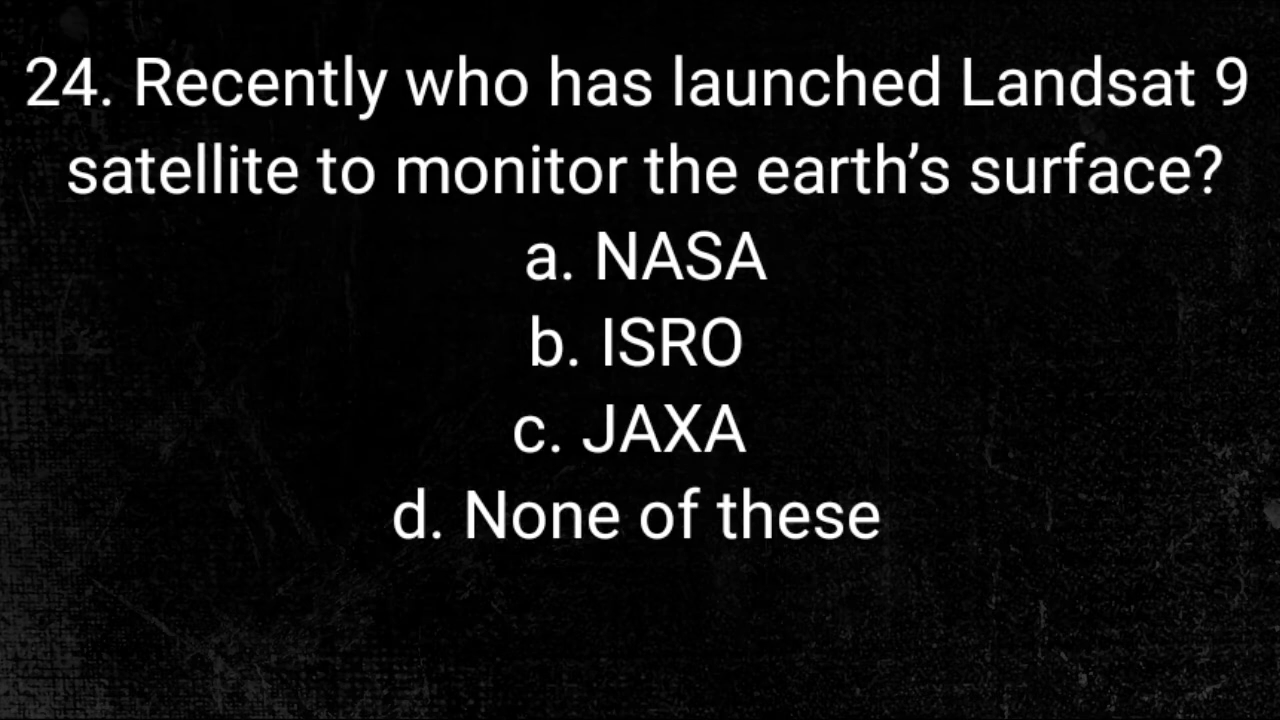 24. Recently who has launched Landsat 9
satellite to monitor the earth’s surface?
a. NASA
b. ISRO
c. JAXA
d. None of these